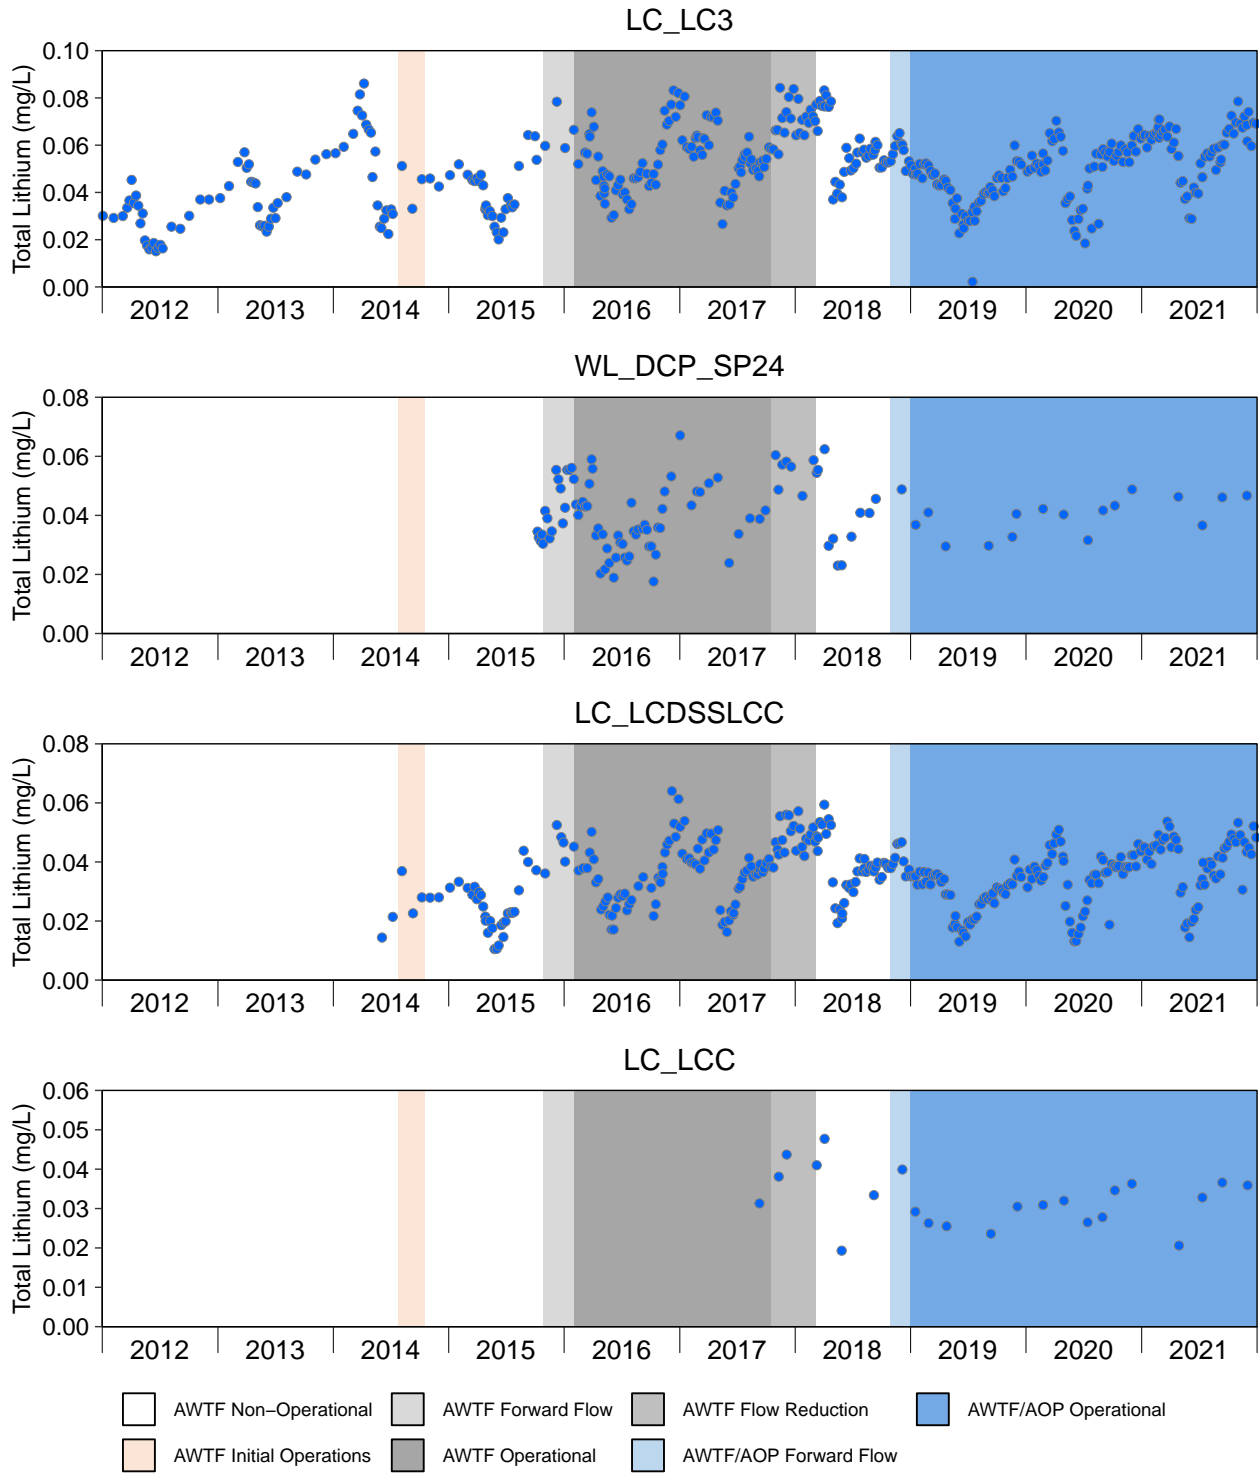 LC_LC3
0.10
0.08
0.06
0.04
0.02
0.00
Total Lithium (mg/L)
2012 2013 2014 2015 2016 2017 2018 2019 2020 2021
WL_DCP_SP24
0.08
0.06
0.04
0.02
0.00
Total Lithium (mg/L)
2012 2013 2014 2015 2016 2017 2018 2019 2020 2021
LC_LCDSSLCC
0.08
0.06
0.04
0.02
0.00
Total Lithium (mg/L)
2012 2013 2014 2015 2016 2017 2018 2019 2020 2021
LC_LCC
0.06
0.05
0.04
0.03
0.02
0.01
0.00
Total Lithium (mg/L)
2012 2013 2014 2015 2016 2017 2018 2019 2020 2021
AWTF Non−Operational AWTF Forward Flow AWTF Flow Reduction AWTF/AOP Operational
AWTF Initial Operations AWTF Operational AWTF/AOP Forward Flow